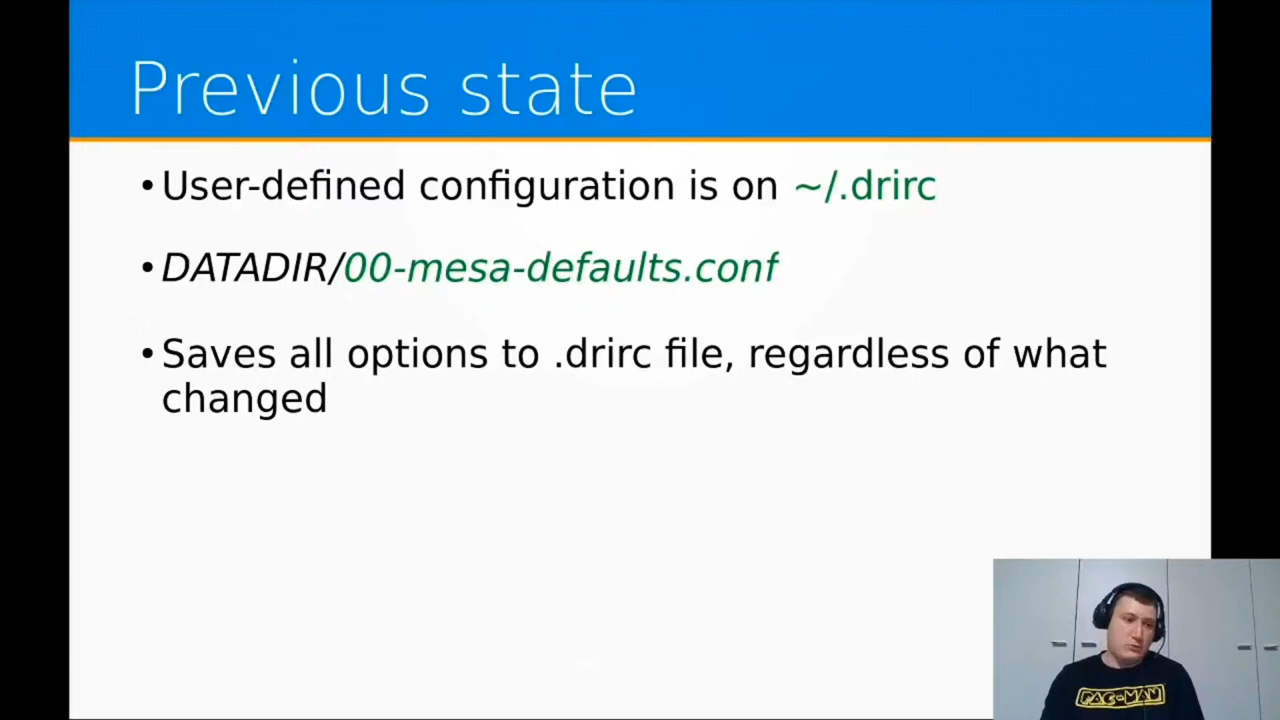 Previous state
•User-defined configuration is on ~/.drirc
•DATADIR/00-mesa-defaults.conf
•Saves all options to .drirc file, regardless of what
changed
PAC-MAN